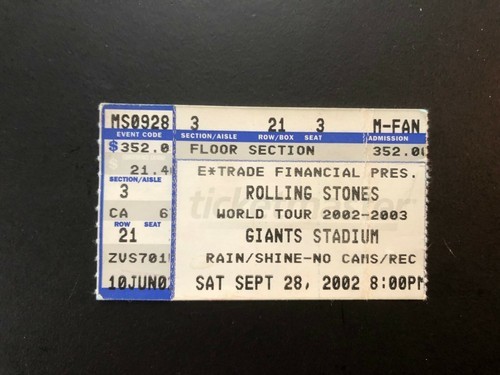 MS0928 3 21 3 M-FAN
EVENT CODE SECTION/AISLE ROW/BOX SEAT ADMISSION
$352.0 FLOOR SECTION 352.00
21.4 E*TRADE FINANCIAL PRES.
SECTION/AISLE
3 ROLLING STONES
CA 6 WORLD TOUR 2002-2003
ROW SEAT
21 GIANTS STADIUM
ZVS701 RAIN/SHINE-NO CAMS/REC
10JUN0 SAT SEPT 28, 2002 8:00PM
ticketmaster